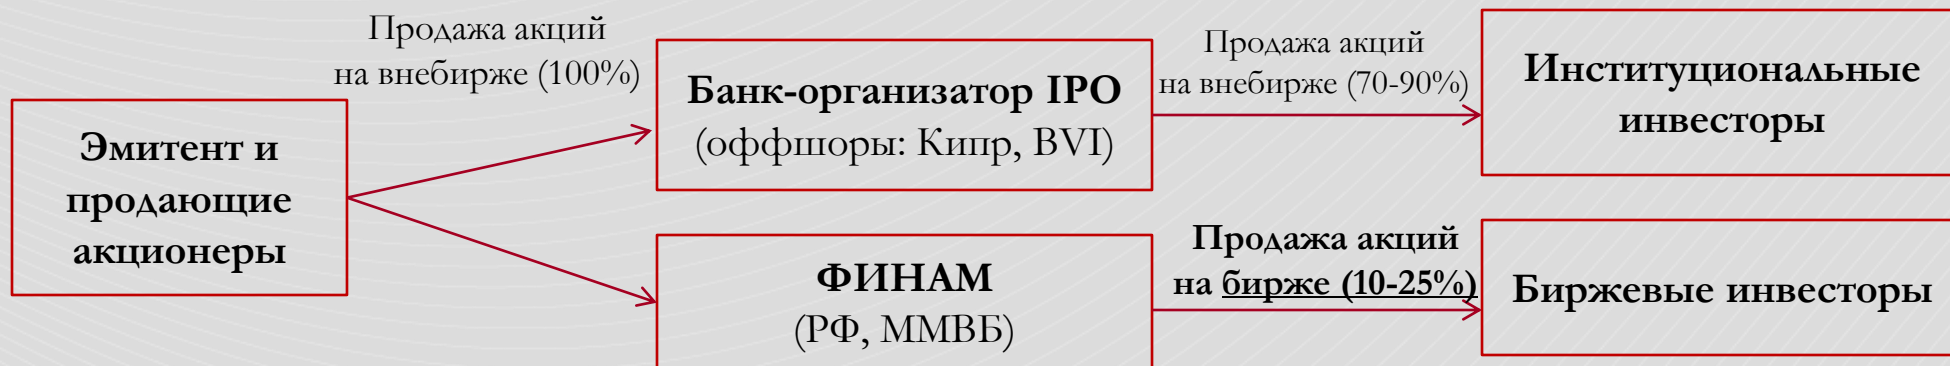 Продажа акций
на внебирже (100%)
Эмитент и
продающие
акционеры
Банк-организатор IPO
(оффшоры: Кипр, BVI)
Продажа акций
на внебирже (70-90%)
Институциональные
инвесторы
ФИНАМ
(РФ, ММВБ)
Продажа акций
на бирже (10-25%)
Биржевые инвесторы